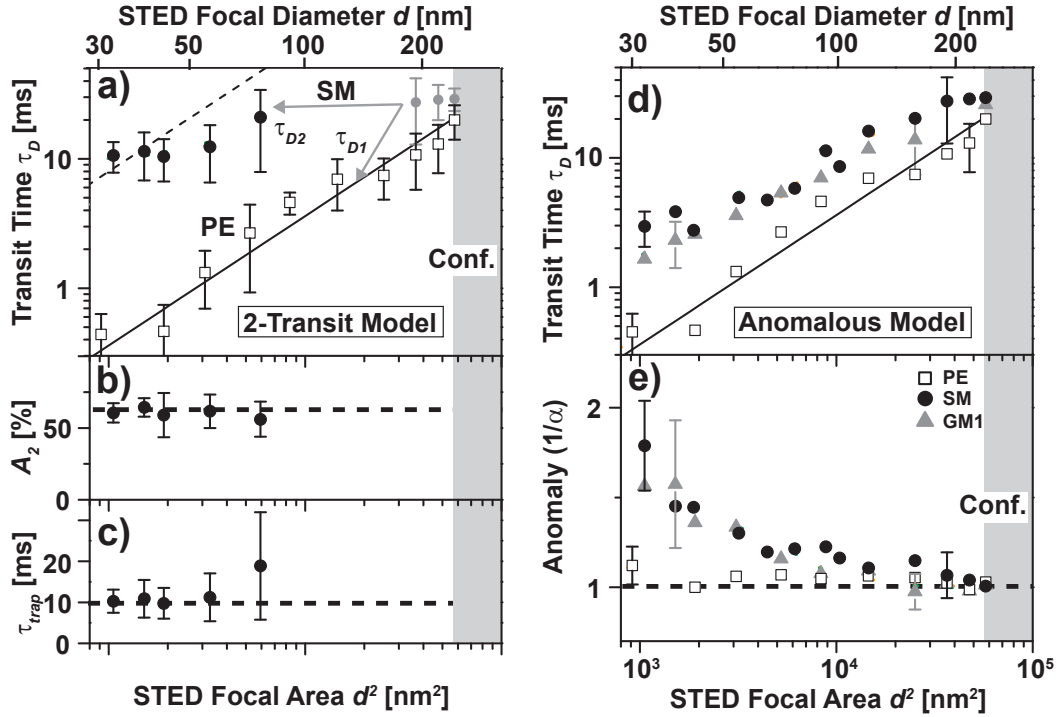 STED Focal Diameter d [nm]
30 50 100 200
a)
Transit Time τD [ms]
10
1
SM
τD2
τD1
PE
Conf.
2-Transit Model
b)
A2 [%]
50
0
c)
τtrap [ms]
20
10
0
STED Focal Area d² [nm²]
STED Focal Diameter d [nm]
30 50 100 200
d)
Transit Time τD [ms]
10
1
Anomalous Model
e)
PE
SM
GM1
Anomaly (1/α)
2
1
Conf.
10³ 10⁴ 10⁵
STED Focal Area d² [nm²]